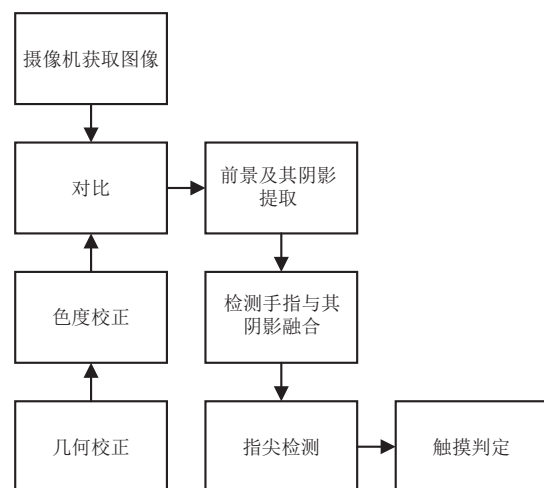 摄像机获取图像
对比
前景及其阴影
提取
色度校正
检测手指与其
阴影融合
几何校正
指尖检测
触摸判定